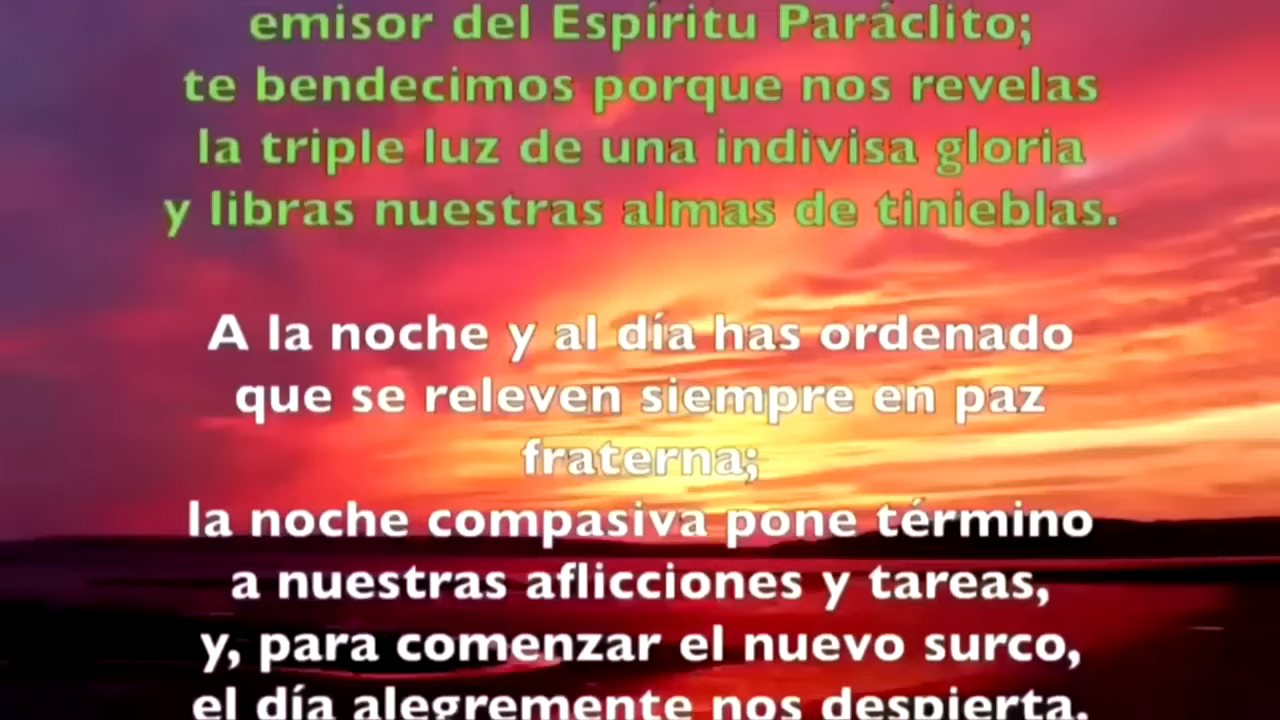 emisor del Espíritu Paráclito;
te bendecimos porque nos revelas
la triple luz de una indivisa gloria
y libras nuestras almas de tinieblas.
A la noche y al día has ordenado
que se releven siempre en paz
fraterna;
la noche compasiva pone término
a nuestras aflicciones y tareas,
y, para comenzar el nuevo surco,
el día alegremente nos despierta.